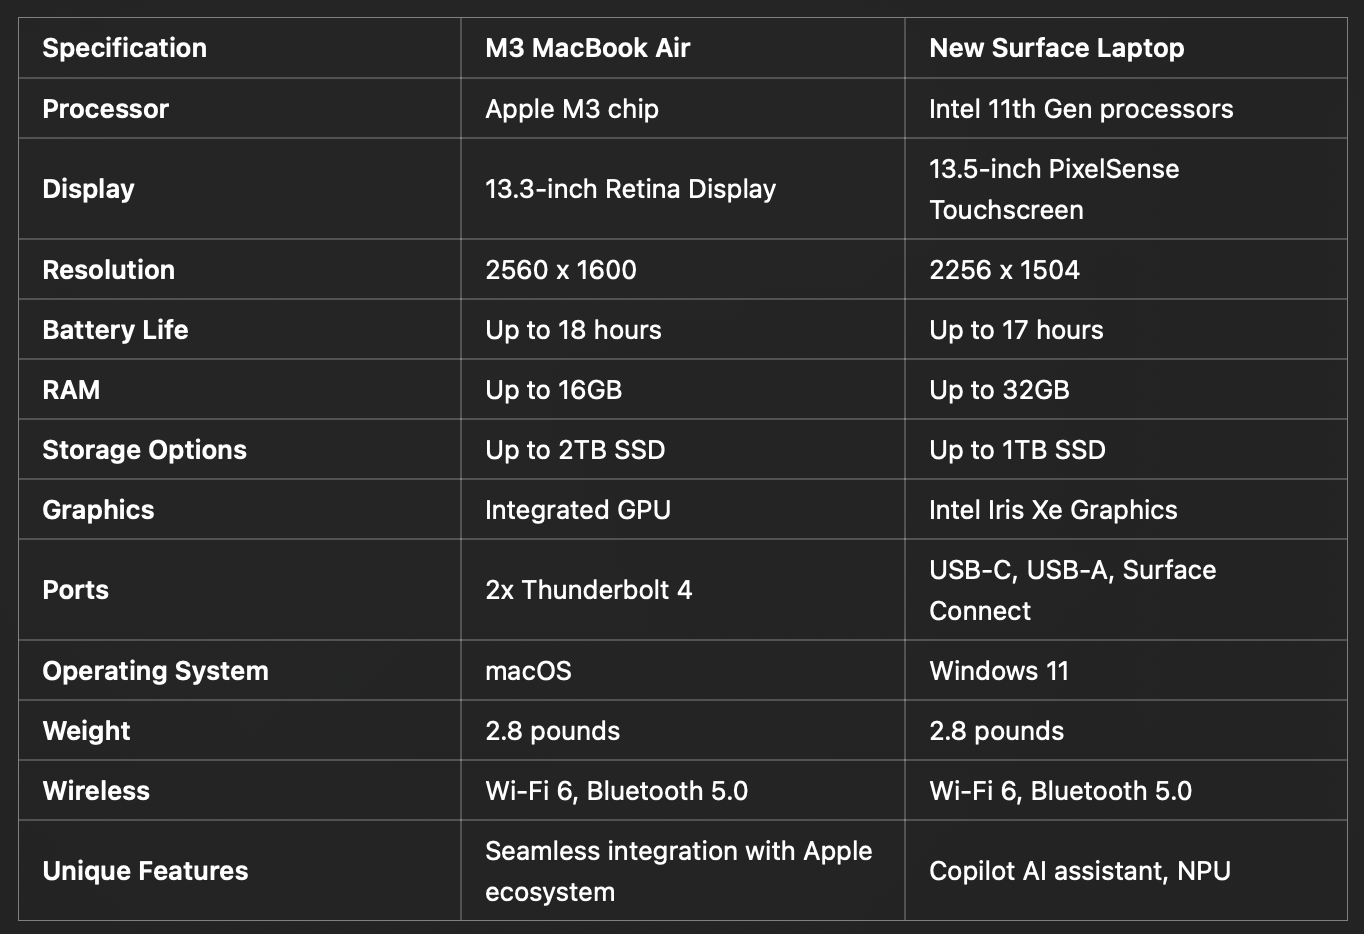 Specification M3 MacBook Air New Surface Laptop
Processor Apple M3 chip Intel 11th Gen processors
Display 13.3-inch Retina Display 13.5-inch PixelSense
Touchscreen
Resolution 2560 x 1600 2256 x 1504
Battery Life Up to 18 hours Up to 17 hours
RAM Up to 16GB Up to 32GB
Storage Options Up to 2TB SSD Up to 1TB SSD
Graphics Integrated GPU Intel Iris Xe Graphics
Ports 2x Thunderbolt 4 USB-C, USB-A, Surface
Connect
Operating System macOS Windows 11
Weight 2.8 pounds 2.8 pounds
Wireless Wi-Fi 6, Bluetooth 5.0 Wi-Fi 6, Bluetooth 5.0
Unique Features Seamless integration with Apple
ecosystem Copilot AI assistant, NPU